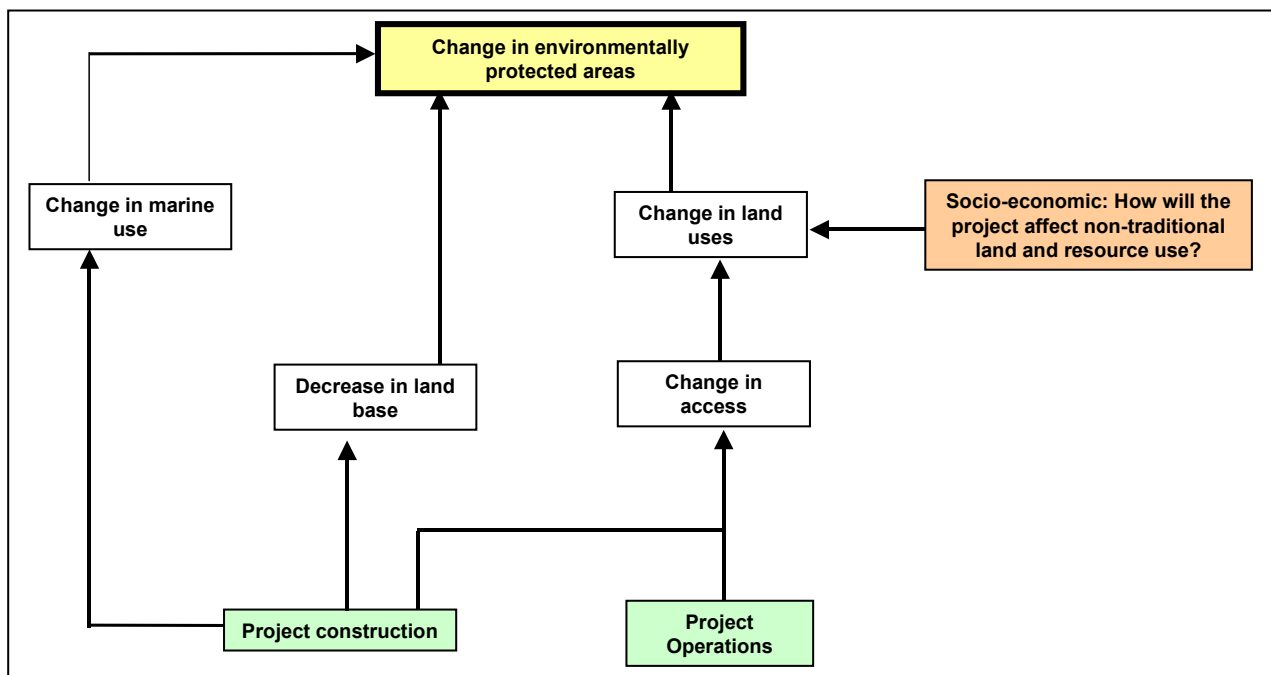 Change in environmentally
protected areas
Change in marine
use
Change in land
uses
Socio-economic: How will the
project affect non-traditional
land and resource use?
Decrease in land
base
Change in
access
Project construction
Project
Operations